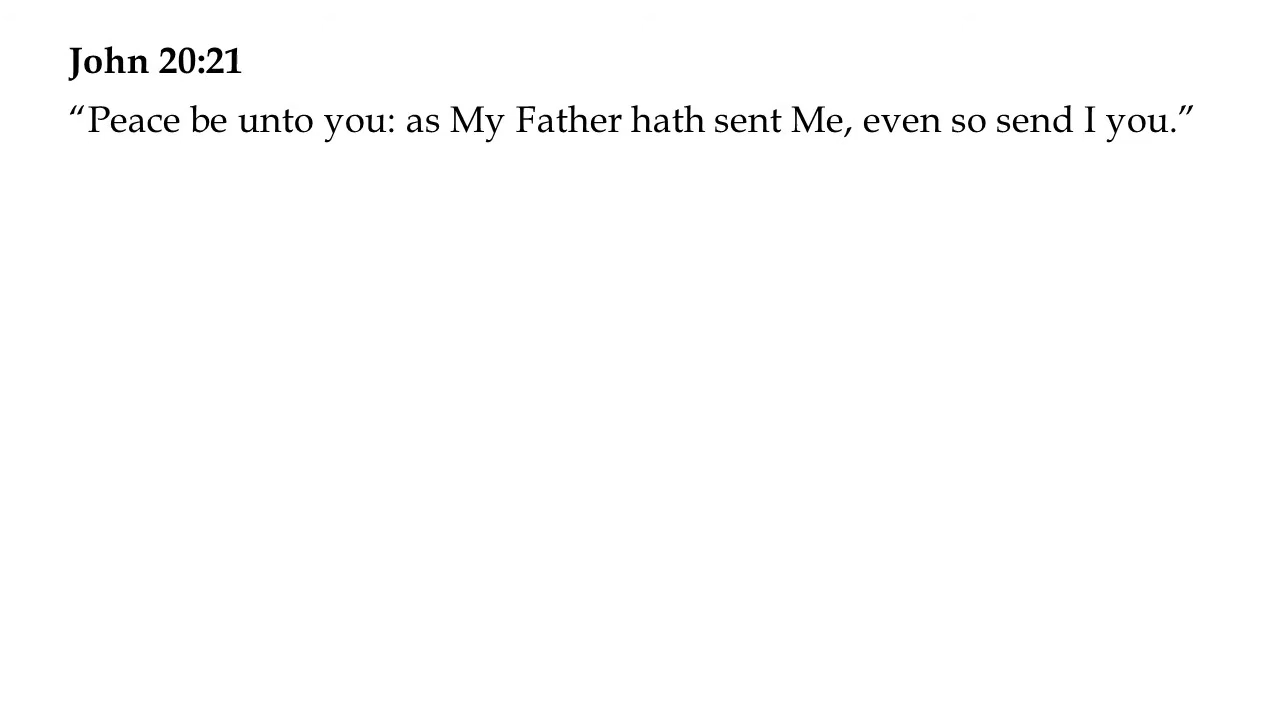 John 20:21
“Peace be unto you: as My Father hath sent Me, even so send I you.”